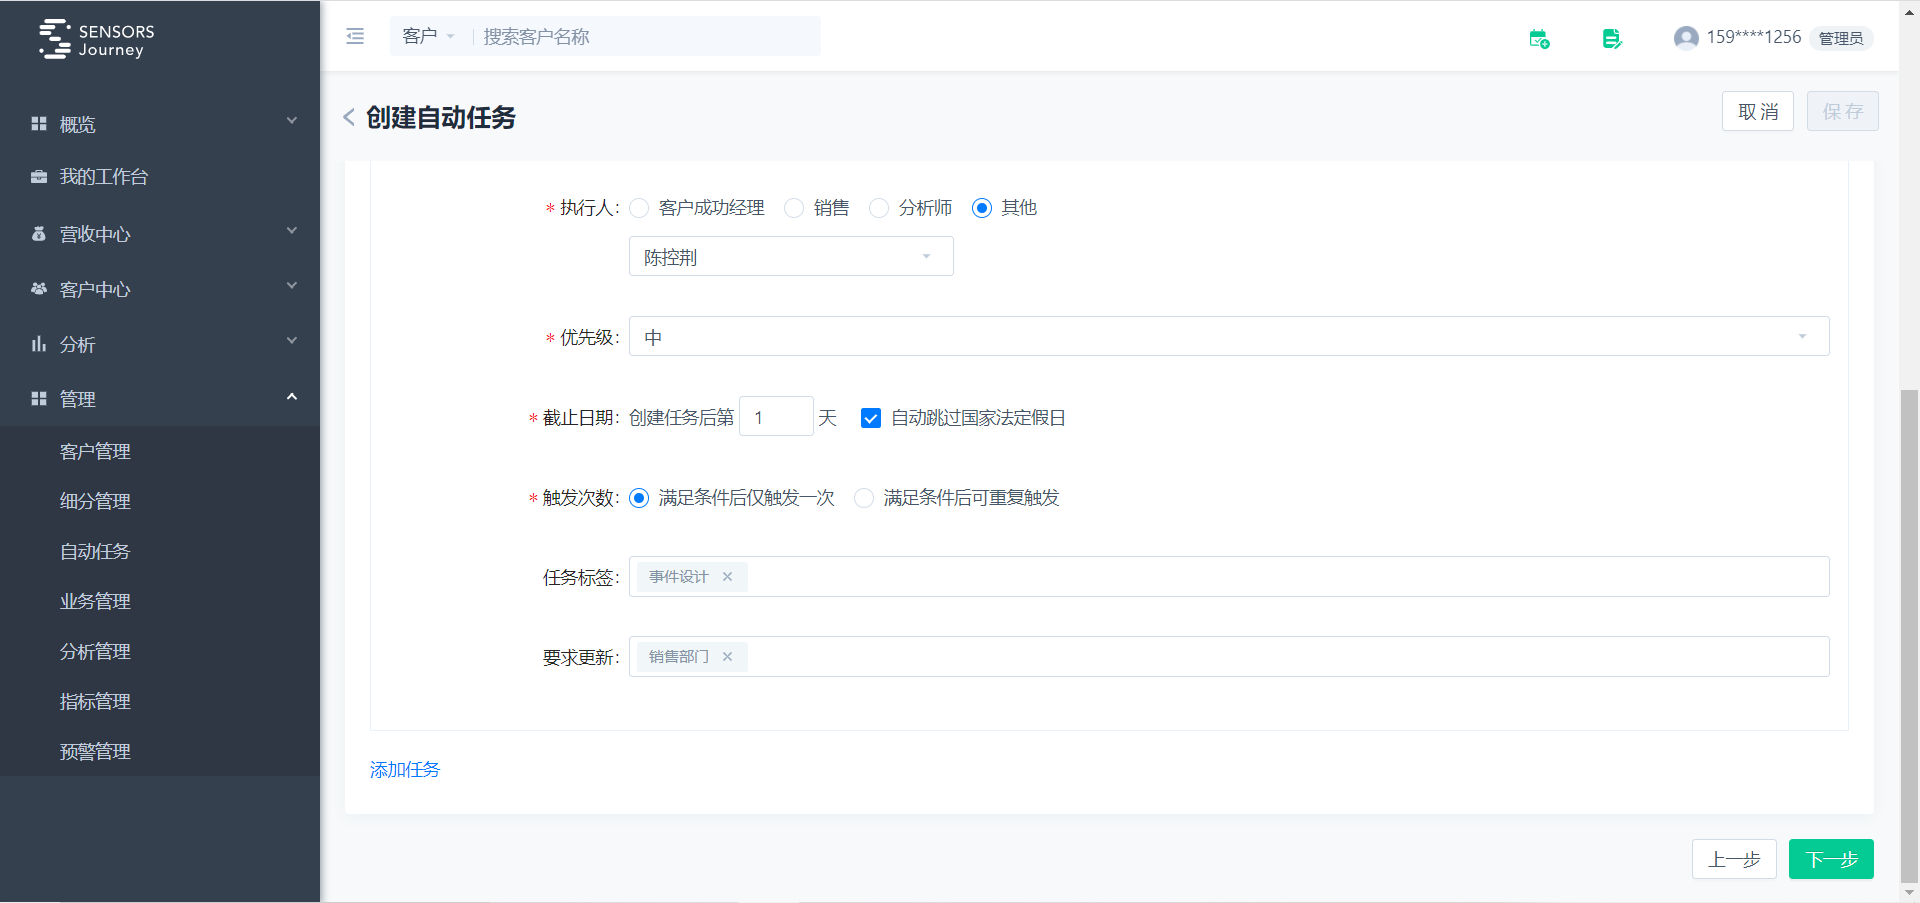 SENSORS
Journey
客户
搜索客户名称
159****1256
管理员
概览
我的工作台
营收中心
客户中心
分析
管理
客户管理
细分管理
自动任务
业务管理
分析管理
指标管理
预警管理
创建自动任务
取 消
保 存
* 执行人: 客户成功经理 销售 分析师 其他
陈控荆
* 优先级: 中
* 截止日期: 创建任务后第 1 天 自动跳过国家法定假日
* 触发次数: 满足条件后仅触发一次 满足条件后可重复触发
任务标签: 事件设计 ×
要求更新: 销售部门 ×
添加任务
上一步
下一步